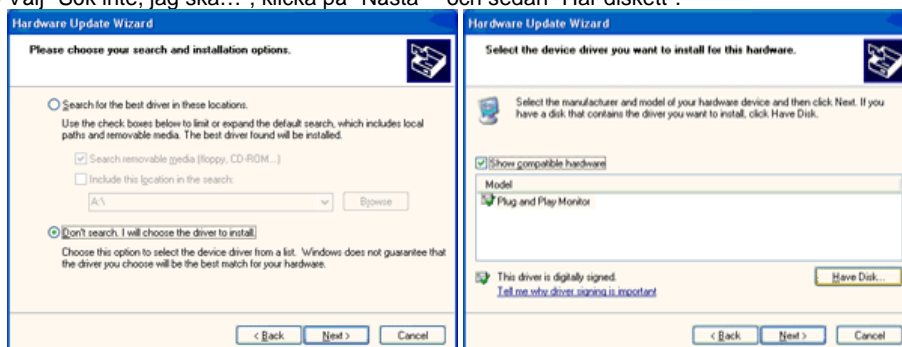 Välj "Sök inte, jag ska…", klicka på "Nästa >" och sedan "Har diskett".
Hardware Update Wizard
Please choose your search and installation options.
Search for the best driver in these locations.
Use the check boxes below to limit or expand the default search, which includes local
paths and removable media. The best driver found will be installed.
Search removable media (floppy, CD-ROM...)
Include this location in the search:
A:\
Browse
Don't search. I will choose the driver to install.
Choose this option to select the device driver from a list. Windows does not guarantee that
the driver you choose will be the best match for your hardware.
< Back
Next >
Cancel
Hardware Update Wizard
Select the device driver you want to install for this hardware.
Select the manufacturer and model of your hardware device and then click Next. If you
have a disk that contains the driver you want to install, click Have Disk.
Show compatible hardware
Model
Plug and Play Monitor
This driver is digitally signed.
Tell me why driver signing is important
Have Disk...
< Back
Next >
Cancel